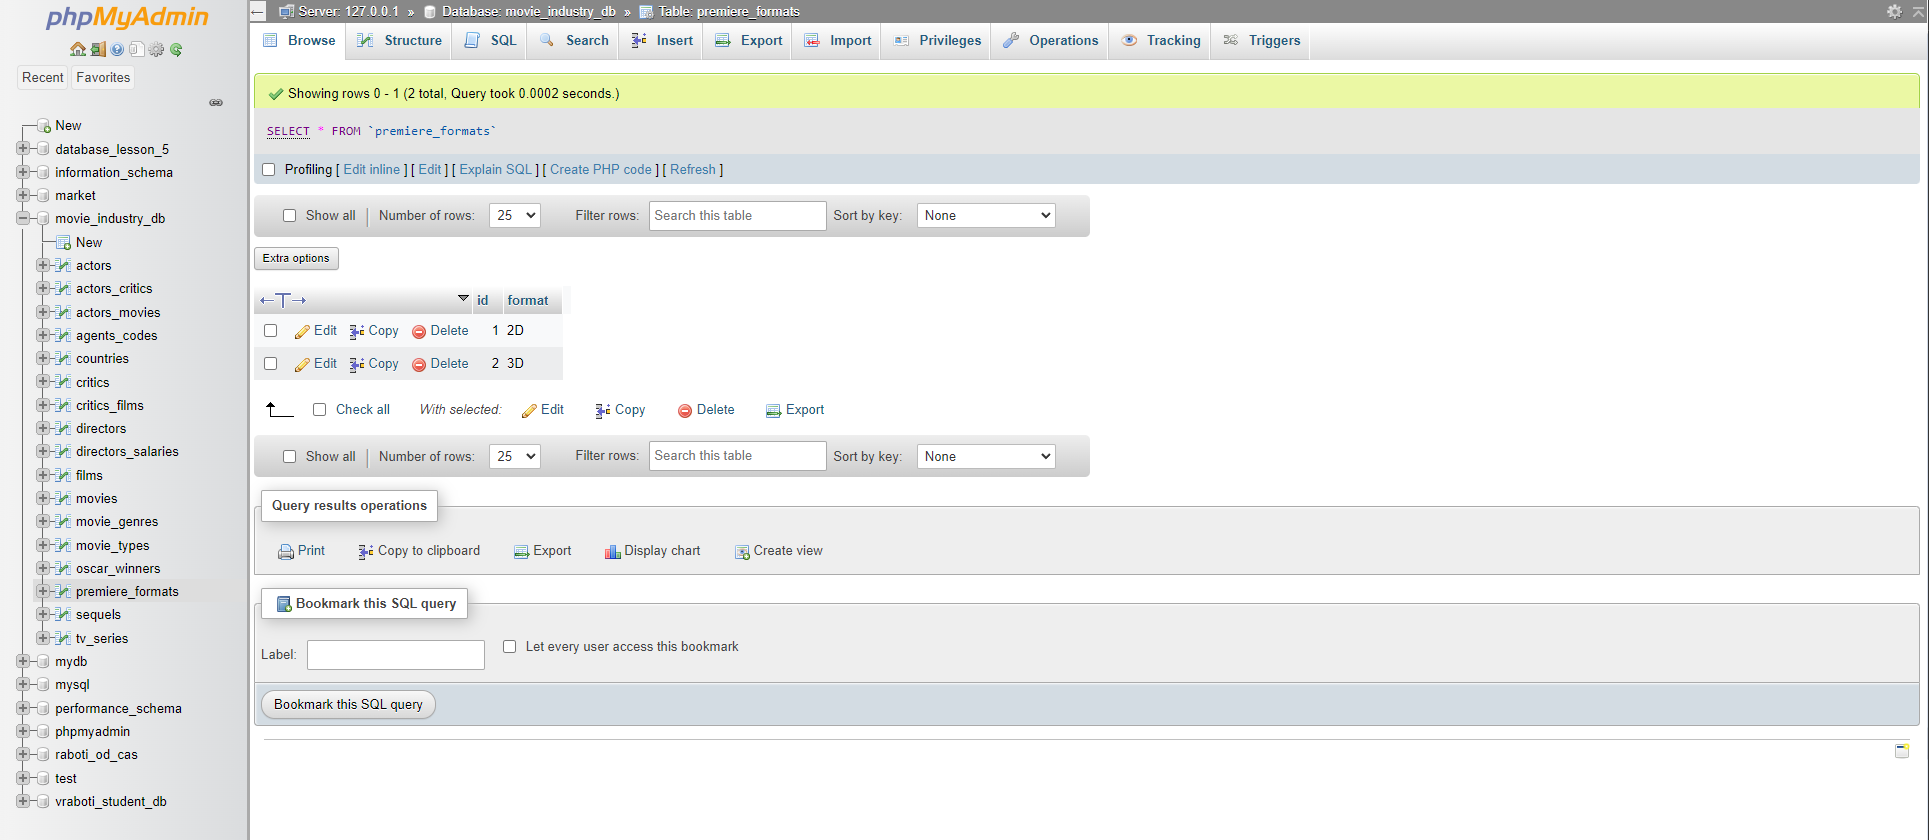 phpMyAdmin
Recent Favorites
New
database_lesson_5
information_schema
market
movie_industry_db
New
actors
actors_critics
actors_movies
agents_codes
countries
critics
critics_films
directors
directors_salaries
films
movies
movie_genres
movie_types
oscar_winners
premiere_formats
sequels
tv_series
mydb
mysql
performance_schema
phpmyadmin
raboti_od_cas
test
vraboti_student_db
Server: 127.0.0.1 » Database: movie_industry_db » Table: premiere_formats
Browse Structure SQL Search Insert Export Import Privileges Operations Tracking Triggers
Showing rows 0 - 1 (2 total, Query took 0.0002 seconds.)
SELECT * FROM `premiere_formats`
Profiling [ Edit inline ] [ Edit ] [ Explain SQL ] [ Create PHP code ] [ Refresh ]
Show all Number of rows: 25 Filter rows: Search this table Sort by key: None
Extra options
←T→ id format
Edit Copy Delete 1 2D
Edit Copy Delete 2 3D
Check all With selected: Edit Copy Delete Export
Show all Number of rows: 25 Filter rows: Search this table Sort by key: None
Query results operations
Print Copy to clipboard Export Display chart Create view
Bookmark this SQL query
Label: Let every user access this bookmark
Bookmark this SQL query